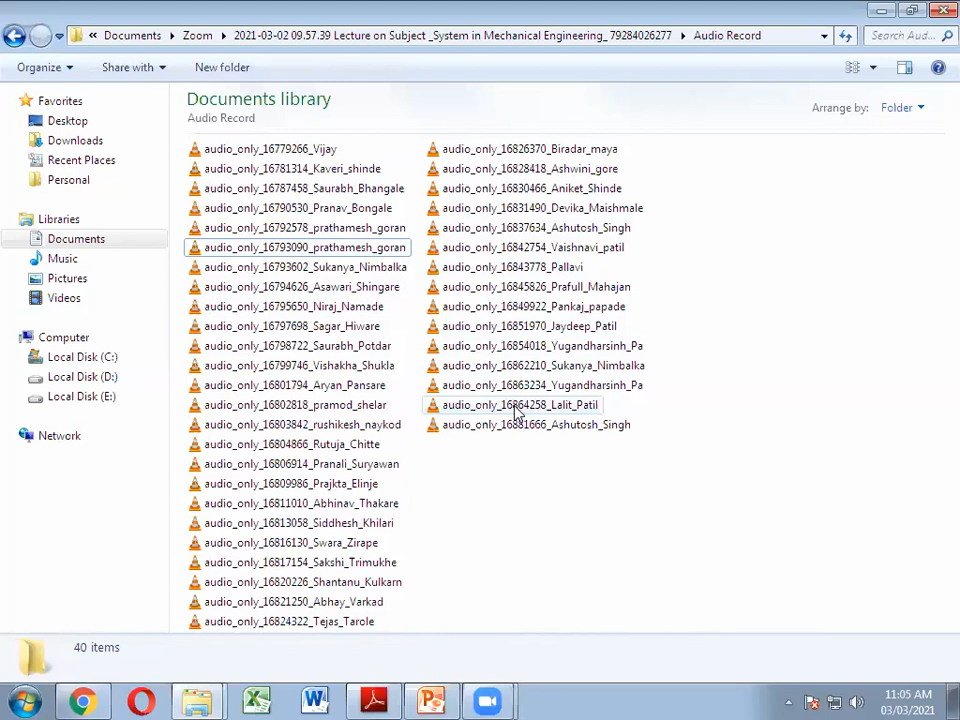 « Documents ▸ Zoom ▸ 2021-03-02 09.57.39 Lecture on Subject _System in Mechanical Engineering_ 79284026277 ▸ Audio Record
Search Aud...
Organize
Share with
New folder
Favorites
Desktop
Downloads
Recent Places
Personal
Libraries
Documents
Music
Pictures
Videos
Computer
Local Disk (C:)
Local Disk (D:)
Local Disk (E:)
Network
Documents library
Audio Record
Arrange by: Folder
audio_only_16779266_Vijay
audio_only_16781314_Kaveri_shinde
audio_only_16787458_Saurabh_Bhangale
audio_only_16790530_Pranav_Bongale
audio_only_16792578_prathamesh_goran
audio_only_16793090_prathamesh_goran
audio_only_16793602_Sukanya_Nimbalka
audio_only_16794626_Asawari_Shingare
audio_only_16795650_Niraj_Namade
audio_only_16797698_Sagar_Hiware
audio_only_16798722_Saurabh_Potdar
audio_only_16799746_Vishakha_Shukla
audio_only_16801794_Aryan_Pansare
audio_only_16802818_pramod_shelar
audio_only_16803842_rushikesh_naykod
audio_only_16804866_Rutuja_Chitte
audio_only_16806914_Pranali_Suryawan
audio_only_16809986_Prajkta_Elinje
audio_only_16811010_Abhinav_Thakare
audio_only_16813058_Siddhesh_Khilari
audio_only_16816130_Swara_Zirape
audio_only_16817154_Sakshi_Trimukhe
audio_only_16820226_Shantanu_Kulkarn
audio_only_16821250_Abhay_Varkad
audio_only_16824322_Tejas_Tarole
audio_only_16826370_Biradar_maya
audio_only_16828418_Ashwini_gore
audio_only_16830466_Aniket_Shinde
audio_only_16831490_Devika_Maishmale
audio_only_16837634_Ashutosh_Singh
audio_only_16842754_Vaishnavi_patil
audio_only_16843778_Pallavi
audio_only_16845826_Prafull_Mahajan
audio_only_16849922_Pankaj_papade
audio_only_16851970_Jaydeep_Patil
audio_only_16854018_Yugandharsinh_Pa
audio_only_16862210_Sukanya_Nimbalka
audio_only_16863234_Yugandharsinh_Pa
audio_only_16864258_Lalit_Patil
audio_only_16881666_Ashutosh_Singh
40 items
11:05 AM
03/03/2021